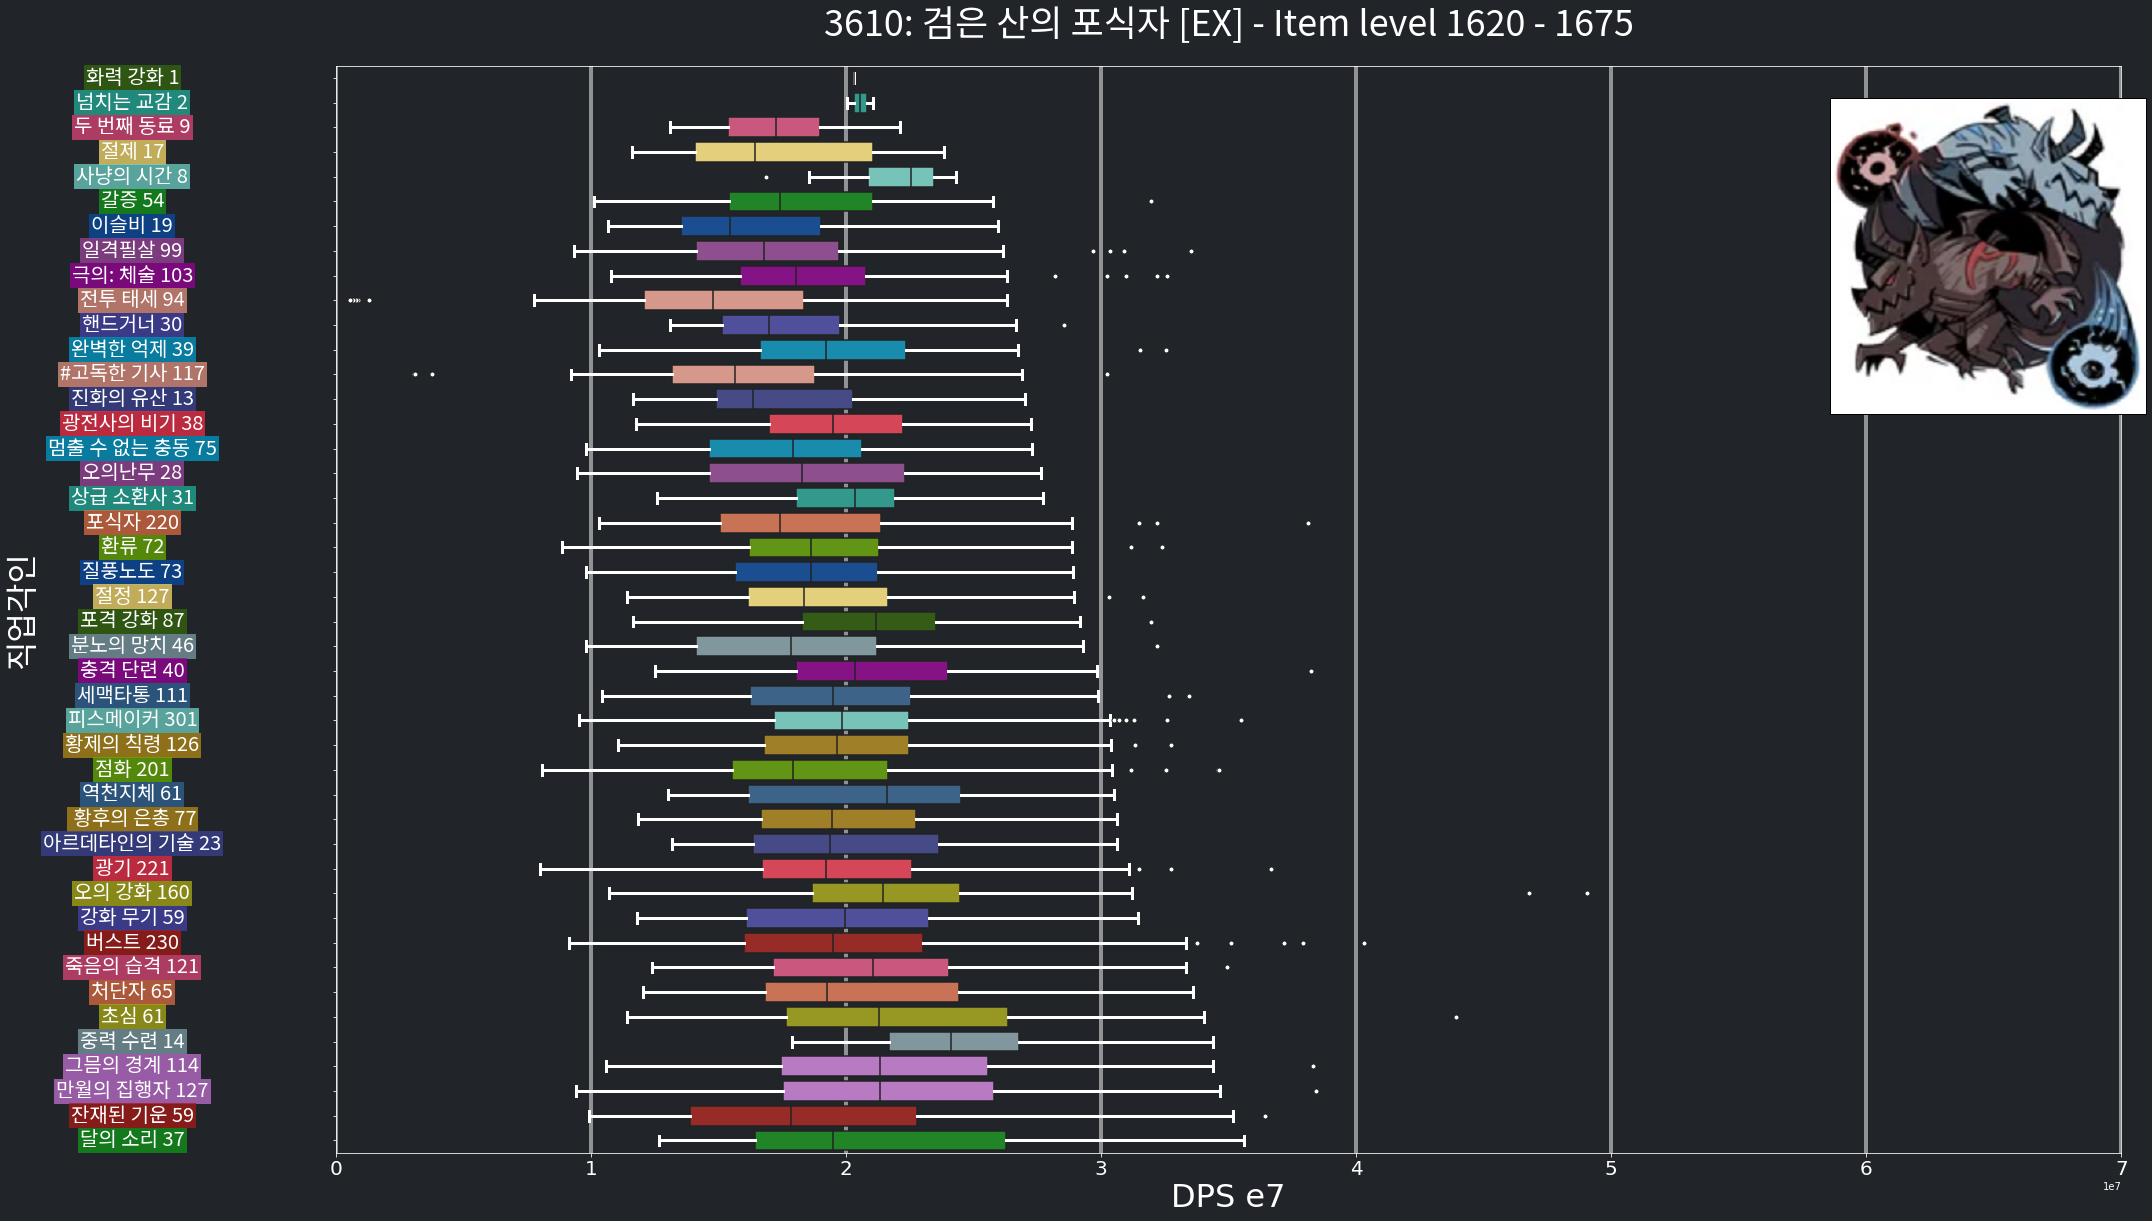 3610: 검은 산의 포식자 [EX] - Item level 1620 - 1675
직업각인
화력 강화 1
넘치는 교감 2
두 번째 동료 9
절제 17
사냥의 시간 8
갈증 54
이슬비 19
일격필살 99
극의: 체술 103
전투 태세 94
핸드거너 30
완벽한 억제 39
#고독한 기사 117
진화의 유산 13
광전사의 비기 38
멈출 수 없는 충동 75
오의난무 28
상급 소환사 31
포식자 220
환류 72
질풍노도 73
절정 127
포격 강화 87
분노의 망치 46
충격 단련 40
세맥타통 111
피스메이커 301
황제의 칙령 126
점화 201
역천지체 61
황후의 은총 77
아르데타인의 기술 23
광기 221
오의 강화 160
강화 무기 59
버스트 230
죽음의 습격 121
처단자 65
초심 61
중력 수련 14
그믐의 경계 114
만월의 집행자 127
잔재된 기운 59
달의 소리 37
0 1 2 3 4 5 6 7
1e7
DPS e7